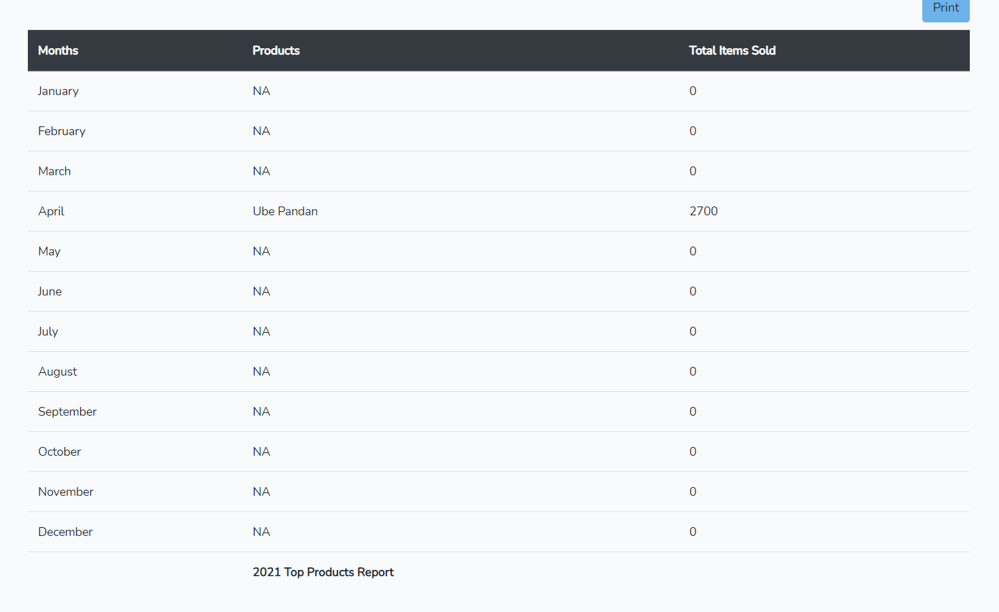 Print
Months Products Total Items Sold
January NA 0
February NA 0
March NA 0
April Ube Pandan 2700
May NA 0
June NA 0
July NA 0
August NA 0
September NA 0
October NA 0
November NA 0
December NA 0
2021 Top Products Report